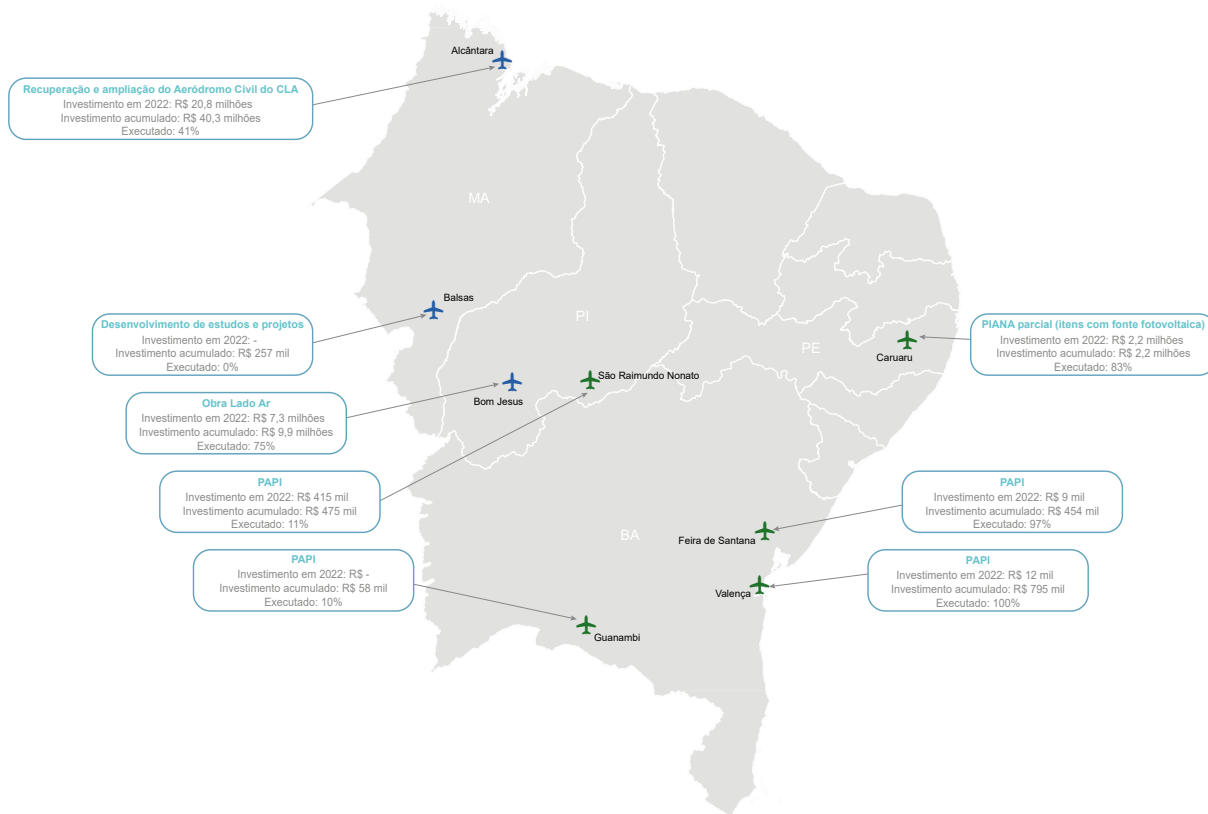 Alcântara
Recuperação e ampliação do Aeródromo Civil do CLA
Investimento em 2022: R$ 20,8 milhões
Investimento acumulado: R$ 40,3 milhões
Executado: 41%
MA
Balsas
Desenvolvimento de estudos e projetos
Investimento em 2022: -
Investimento acumulado: R$ 257 mil
Executado: 0%
PI
PE
Caruaru
PIANA parcial (itens com fonte fotovoltaica)
Investimento em 2022: R$ 2,2 milhões
Investimento acumulado: R$ 2,2 milhões
Executado: 83%
São Raimundo Nonato
Bom Jesus
Obra Lado Ar
Investimento em 2022: R$ 7,3 milhões
Investimento acumulado: R$ 9,9 milhões
Executado: 75%
PAPI
Investimento em 2022: R$ 415 mil
Investimento acumulado: R$ 475 mil
Executado: 11%
BA
Feira de Santana
PAPI
Investimento em 2022: R$ 9 mil
Investimento acumulado: R$ 454 mil
Executado: 97%
PAPI
Investimento em 2022: R$ -
Investimento acumulado: R$ 58 mil
Executado: 10%
Guanambi
Valença
PAPI
Investimento em 2022: R$ 12 mil
Investimento acumulado: R$ 795 mil
Executado: 100%